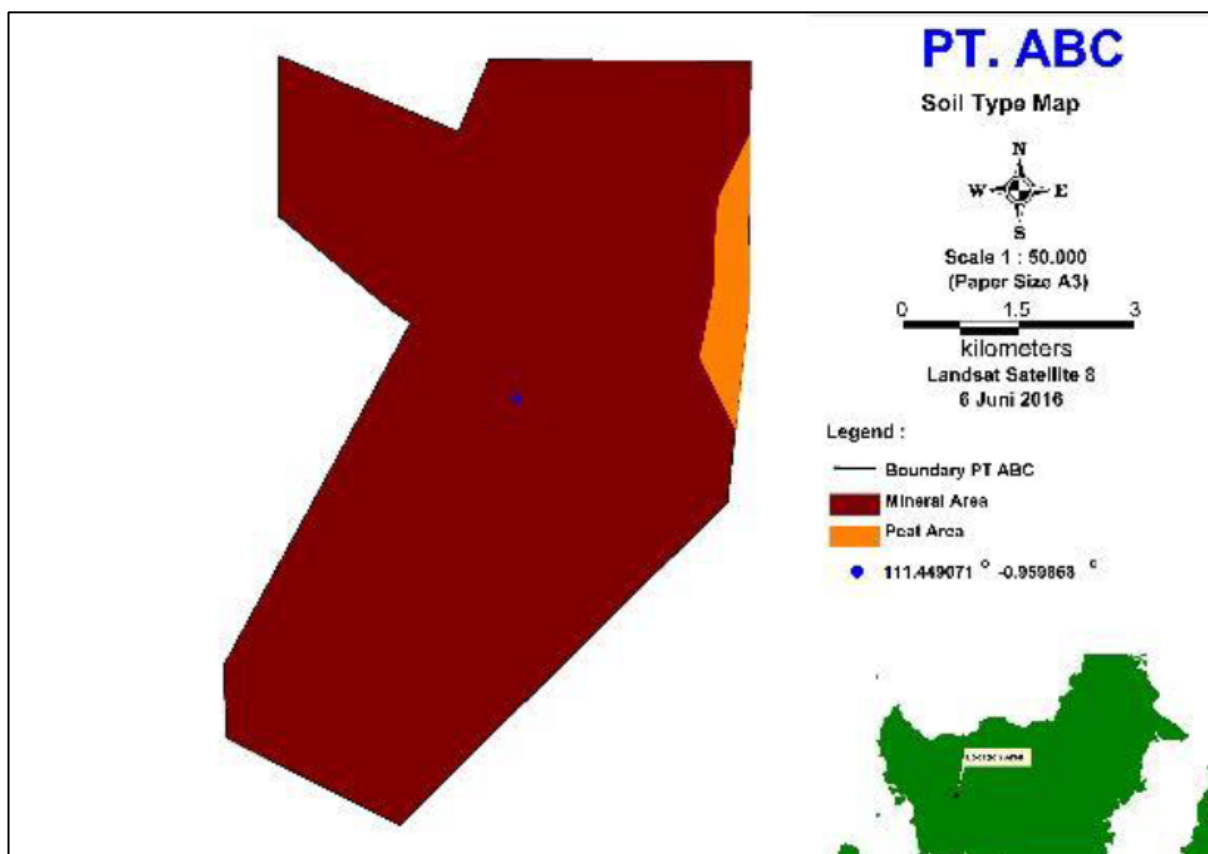 PT. ABC
Soil Type Map
N
W E
S
Scale 1 : 50.000
(Paper Size A3)
0 1.5 3
kilometers
Landsat Satellite 8
6 Juni 2016
Legend :
Boundary PT ABC
Mineral Area
Peat Area
111.449071 ° -0.959868 °